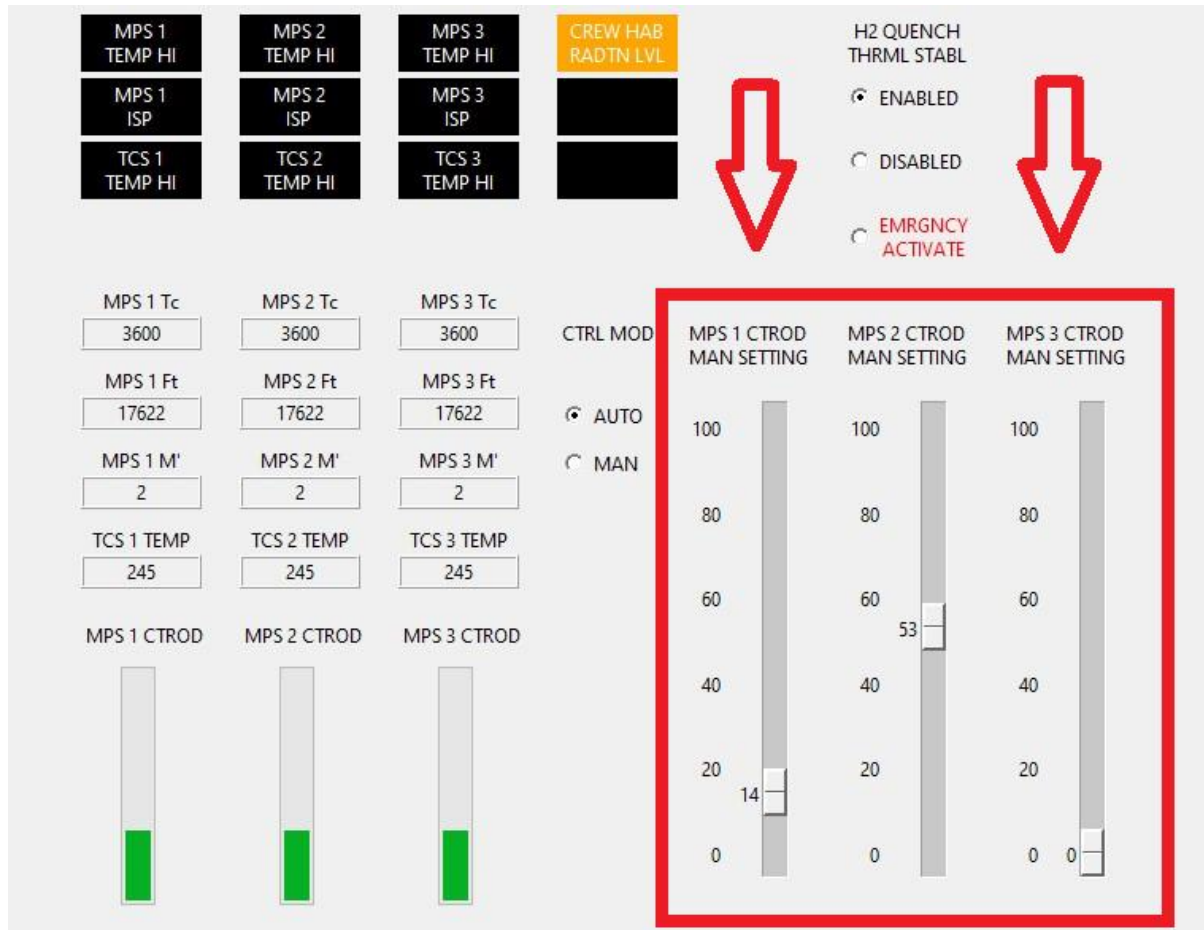 MPS 1
TEMP HI
MPS 2
TEMP HI
MPS 3
TEMP HI
CREW HAB
RADTN LVL
MPS 1
ISP
MPS 2
ISP
MPS 3
ISP
TCS 1
TEMP HI
TCS 2
TEMP HI
TCS 3
TEMP HI
H2 QUENCH
THRML STABL
ENABLED
DISABLED
EMRGNCY
ACTIVATE
MPS 1 Tc
3600
MPS 2 Tc
3600
MPS 3 Tc
3600
MPS 1 Ft
17622
MPS 2 Ft
17622
MPS 3 Ft
17622
MPS 1 M'
2
MPS 2 M'
2
MPS 3 M'
2
TCS 1 TEMP
245
TCS 2 TEMP
245
TCS 3 TEMP
245
MPS 1 CTROD
MPS 2 CTROD
MPS 3 CTROD
CTRL MOD
AUTO
MAN
MPS 1 CTROD
MAN SETTING
100
80
60
40
20
14
0
MPS 2 CTROD
MAN SETTING
100
80
60
53
40
20
0
MPS 3 CTROD
MAN SETTING
100
80
60
40
20
0
0